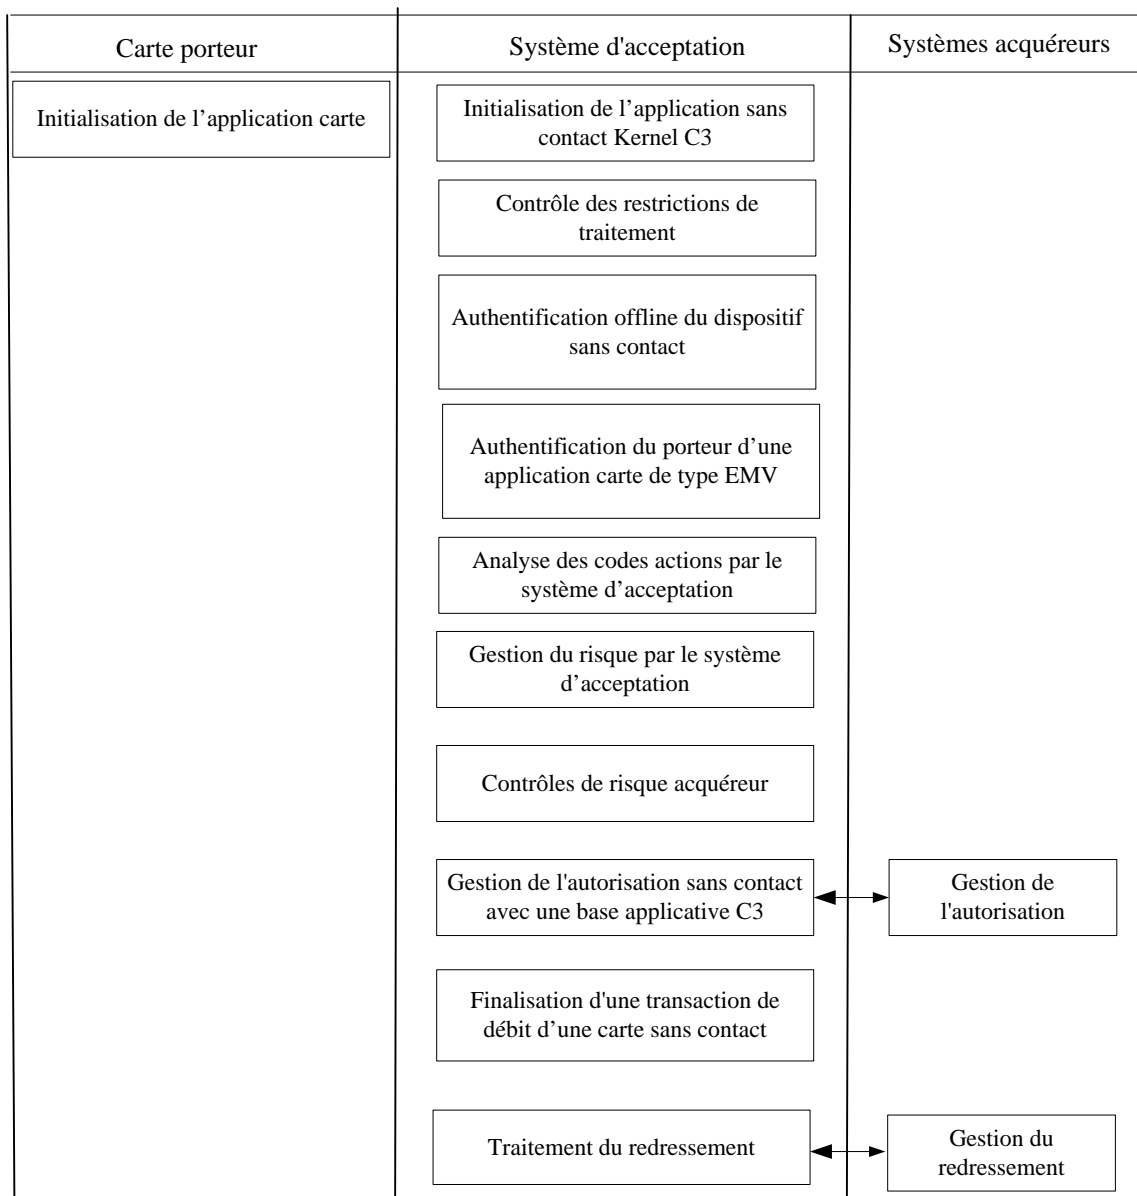 Carte porteur
Système d'acceptation
Systèmes acquéreurs
Initialisation de l’application carte
Initialisation de l’application sans
contact Kernel C3
Contrôle des restrictions de
traitement
Authentification offline du dispositif
sans contact
Authentification du porteur d’une
application carte de type EMV
Analyse des codes actions par le
système d’acceptation
Gestion du risque par le système
d’acceptation
Contrôles de risque acquéreur
Gestion de l'autorisation sans contact
avec une base applicative C3
Gestion de
l'autorisation
Finalisation d'une transaction de
débit d’une carte sans contact
Traitement du redressement
Gestion du
redressement